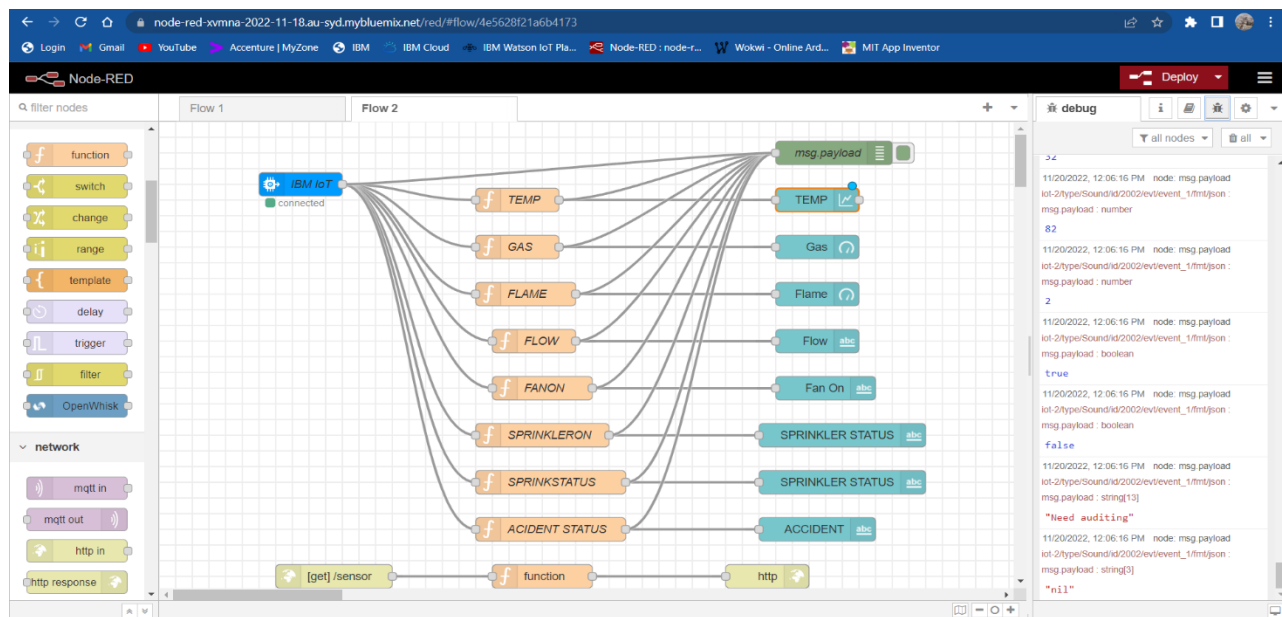 node-red-xvmna-2022-11-18.au-syd.mybluemix.net/red/#flow/4e5628f21a6b4173
Login Gmail YouTube Accenture | MyZone IBM IBM Cloud IBM Watson IoT Pla... Node-RED : node-r... Wokwi - Online Ard... MIT App Inventor
Node-RED Deploy
filter nodes Flow 1 Flow 2 debug i
all nodes all
function
switch
change
range
template
delay
trigger
filter
OpenWhisk
network
mqtt in
mqtt out
http in
http response
IBM IoT
connected
msg.payload
TEMP TEMP
GAS Gas
FLAME Flame
FLOW Flow abc
FANON Fan On abc
SPRINKLERON SPRINKLER STATUS abc
SPRINKSTATUS SPRINKLER STATUS abc
ACIDENT STATUS ACCIDENT abc
[get] /sensor function http
11/20/2022, 12:06:16 PM node: msg.payload
iot-2/type/Sound/id/2002/evt/event_1/fmt/json :
msg.payload : number
82
11/20/2022, 12:06:16 PM node: msg.payload
iot-2/type/Sound/id/2002/evt/event_1/fmt/json :
msg.payload : number
2
11/20/2022, 12:06:16 PM node: msg.payload
iot-2/type/Sound/id/2002/evt/event_1/fmt/json :
msg.payload : boolean
true
11/20/2022, 12:06:16 PM node: msg.payload
iot-2/type/Sound/id/2002/evt/event_1/fmt/json :
msg.payload : boolean
false
11/20/2022, 12:06:16 PM node: msg.payload
iot-2/type/Sound/id/2002/evt/event_1/fmt/json :
msg.payload : string[13]
"Need auditing"
11/20/2022, 12:06:16 PM node: msg.payload
iot-2/type/Sound/id/2002/evt/event_1/fmt/json :
msg.payload : string[3]
"nil"